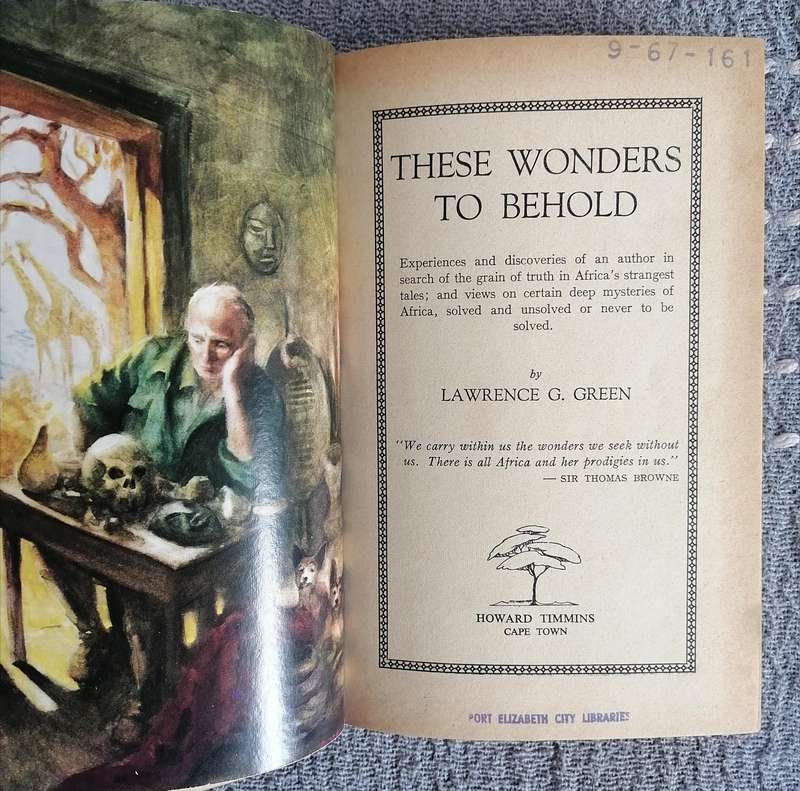 9-67-161
THESE WONDERS
TO BEHOLD
Experiences and discoveries of an author in
search of the grain of truth in Africa's strangest
tales; and views on certain deep mysteries of
Africa, solved and unsolved or never to be
solved.
by
LAWRENCE G. GREEN
"We carry within us the wonders we seek without
us. There is all Africa and her prodigies in us."
— SIR THOMAS BROWNE
HOWARD TIMMINS
CAPE TOWN
PORT ELIZABETH CITY LIBRARIES